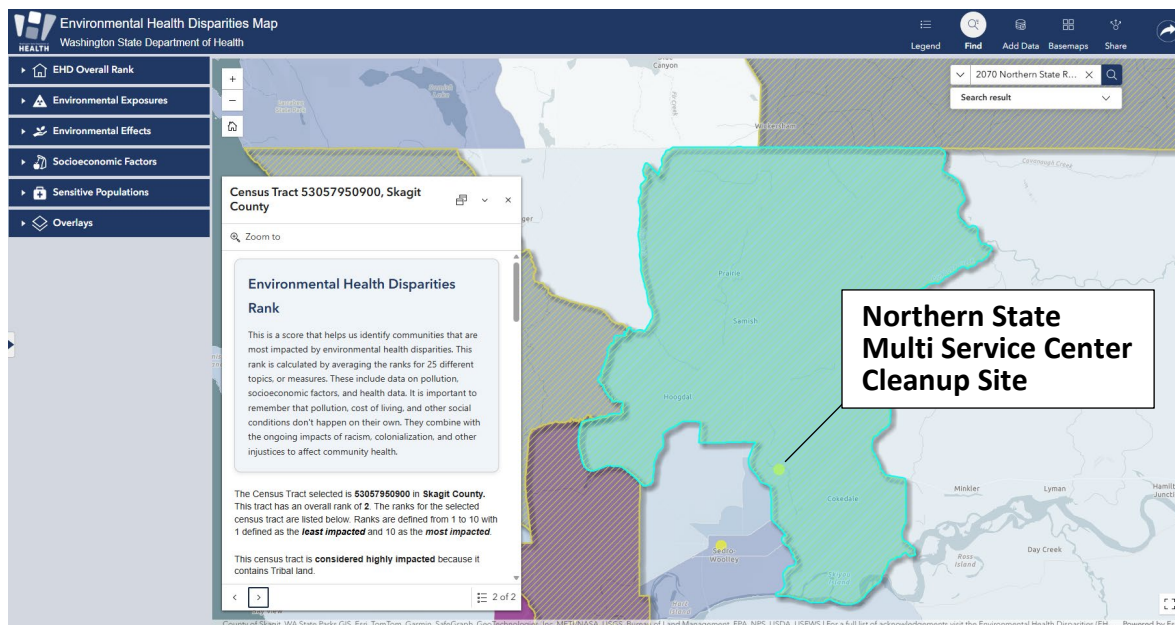 Environmental Health Disparities Map
Washington State Department of Health
HEALTH
Legend
Find
Add Data
Basemaps
Share
EHD Overall Rank
Environmental Exposures
Environmental Effects
Socioeconomic Factors
Sensitive Populations
Overlays
+
−
2070 Northern State R...
Search result
Canyon
Wickersham
Cavanaugh Creek
Prairie
Samish
Hoogdal
Cokedale
Minkler
Lyman
Day Creek
Ross
Island
Sedro-
Woolley
Hart
Island
Northern State
Multi Service Center
Cleanup Site
Census Tract 53057950900, Skagit
County
Zoom to
Environmental Health Disparities
Rank
This is a score that helps us identify communities that are
most impacted by environmental health disparities. This
rank is calculated by averaging the ranks for 25 different
topics, or measures. These include data on pollution,
socioeconomic factors, and health data. It is important to
remember that pollution, cost of living, and other social
conditions don't happen on their own. They combine with
the ongoing impacts of racism, colonialization, and other
injustices to affect community health.
The Census Tract selected is 53057950900 in Skagit County.
This tract has an overall rank of 2. The ranks for the selected
census tract are listed below. Ranks are defined from 1 to 10 with
1 defined as the least impacted and 10 as the most impacted.
This census tract is considered highly impacted because it
contains Tribal land.
2 of 2